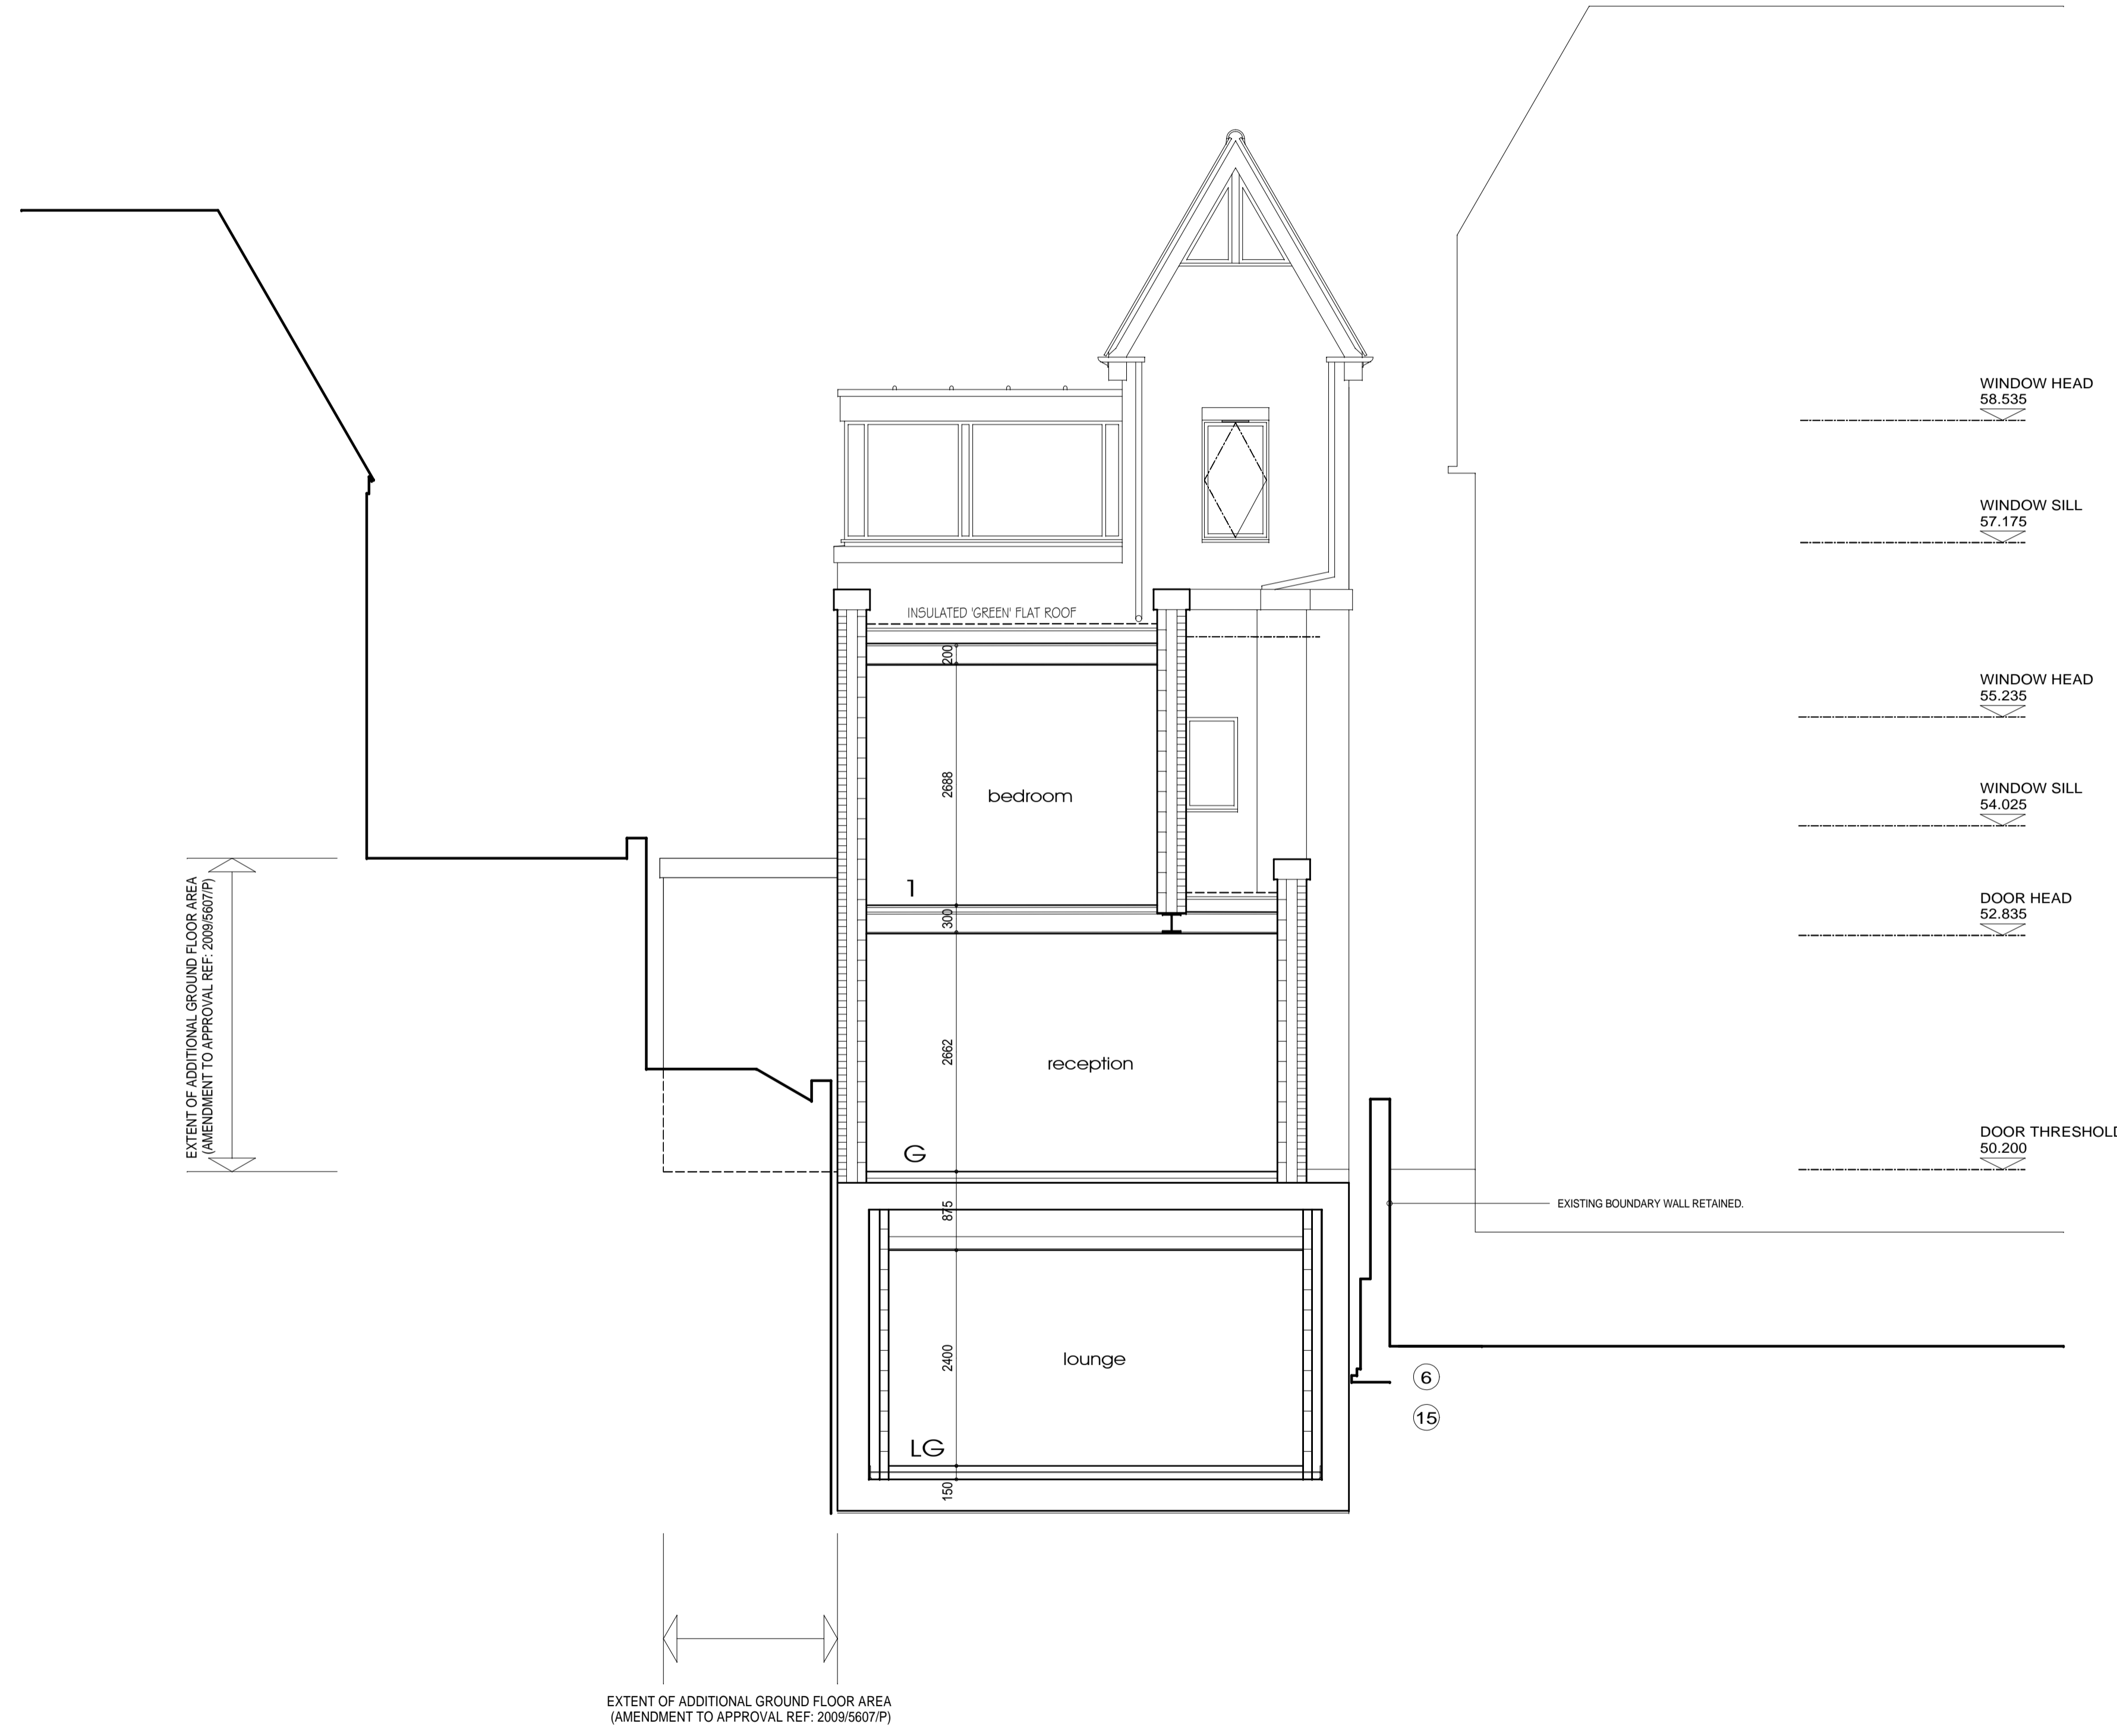 WINDOW HEAD
58.535
WINDOW SILL
57.175
INSULATED 'GREEN' FLAT ROOF
200
WINDOW HEAD
55.235
2688
bedroom
WINDOW SILL
54.025
1
300
DOOR HEAD
52.835
EXTENT OF ADDITIONAL GROUND FLOOR AREA
(AMENDMENT TO APPROVAL REF: 2009/5607/P)
2662
reception
G
DOOR THRESHOLD
50.200
875
EXISTING BOUNDARY WALL RETAINED.
2400
lounge
6
15
LG
150
EXTENT OF ADDITIONAL GROUND FLOOR AREA
(AMENDMENT TO APPROVAL REF: 2009/5607/P)